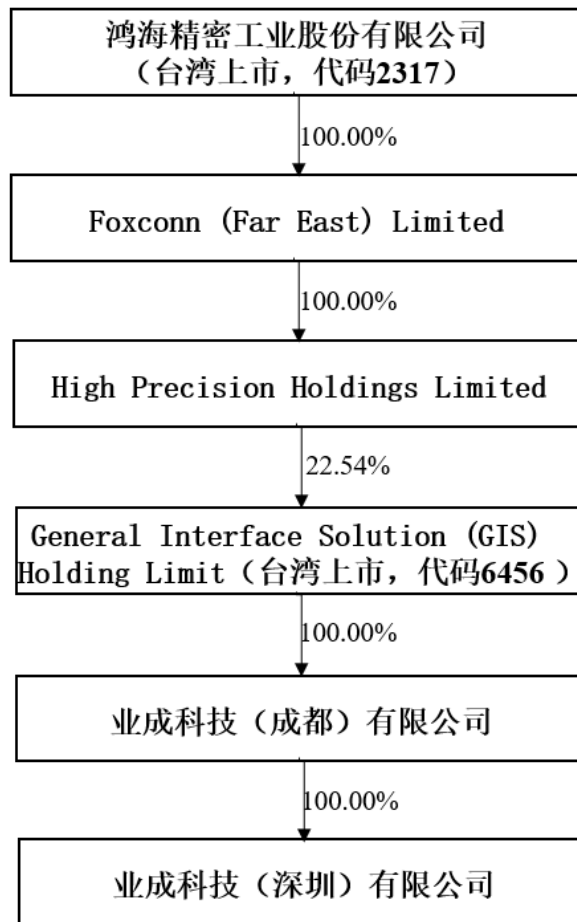 鸿海精密工业股份有限公司
（台湾上市，代码2317）
100.00%
Foxconn (Far East) Limited
100.00%
High Precision Holdings Limited
22.54%
General Interface Solution (GIS)
Holding Limit（台湾上市，代码6456 ）
100.00%
业成科技（成都）有限公司
100.00%
业成科技（深圳）有限公司